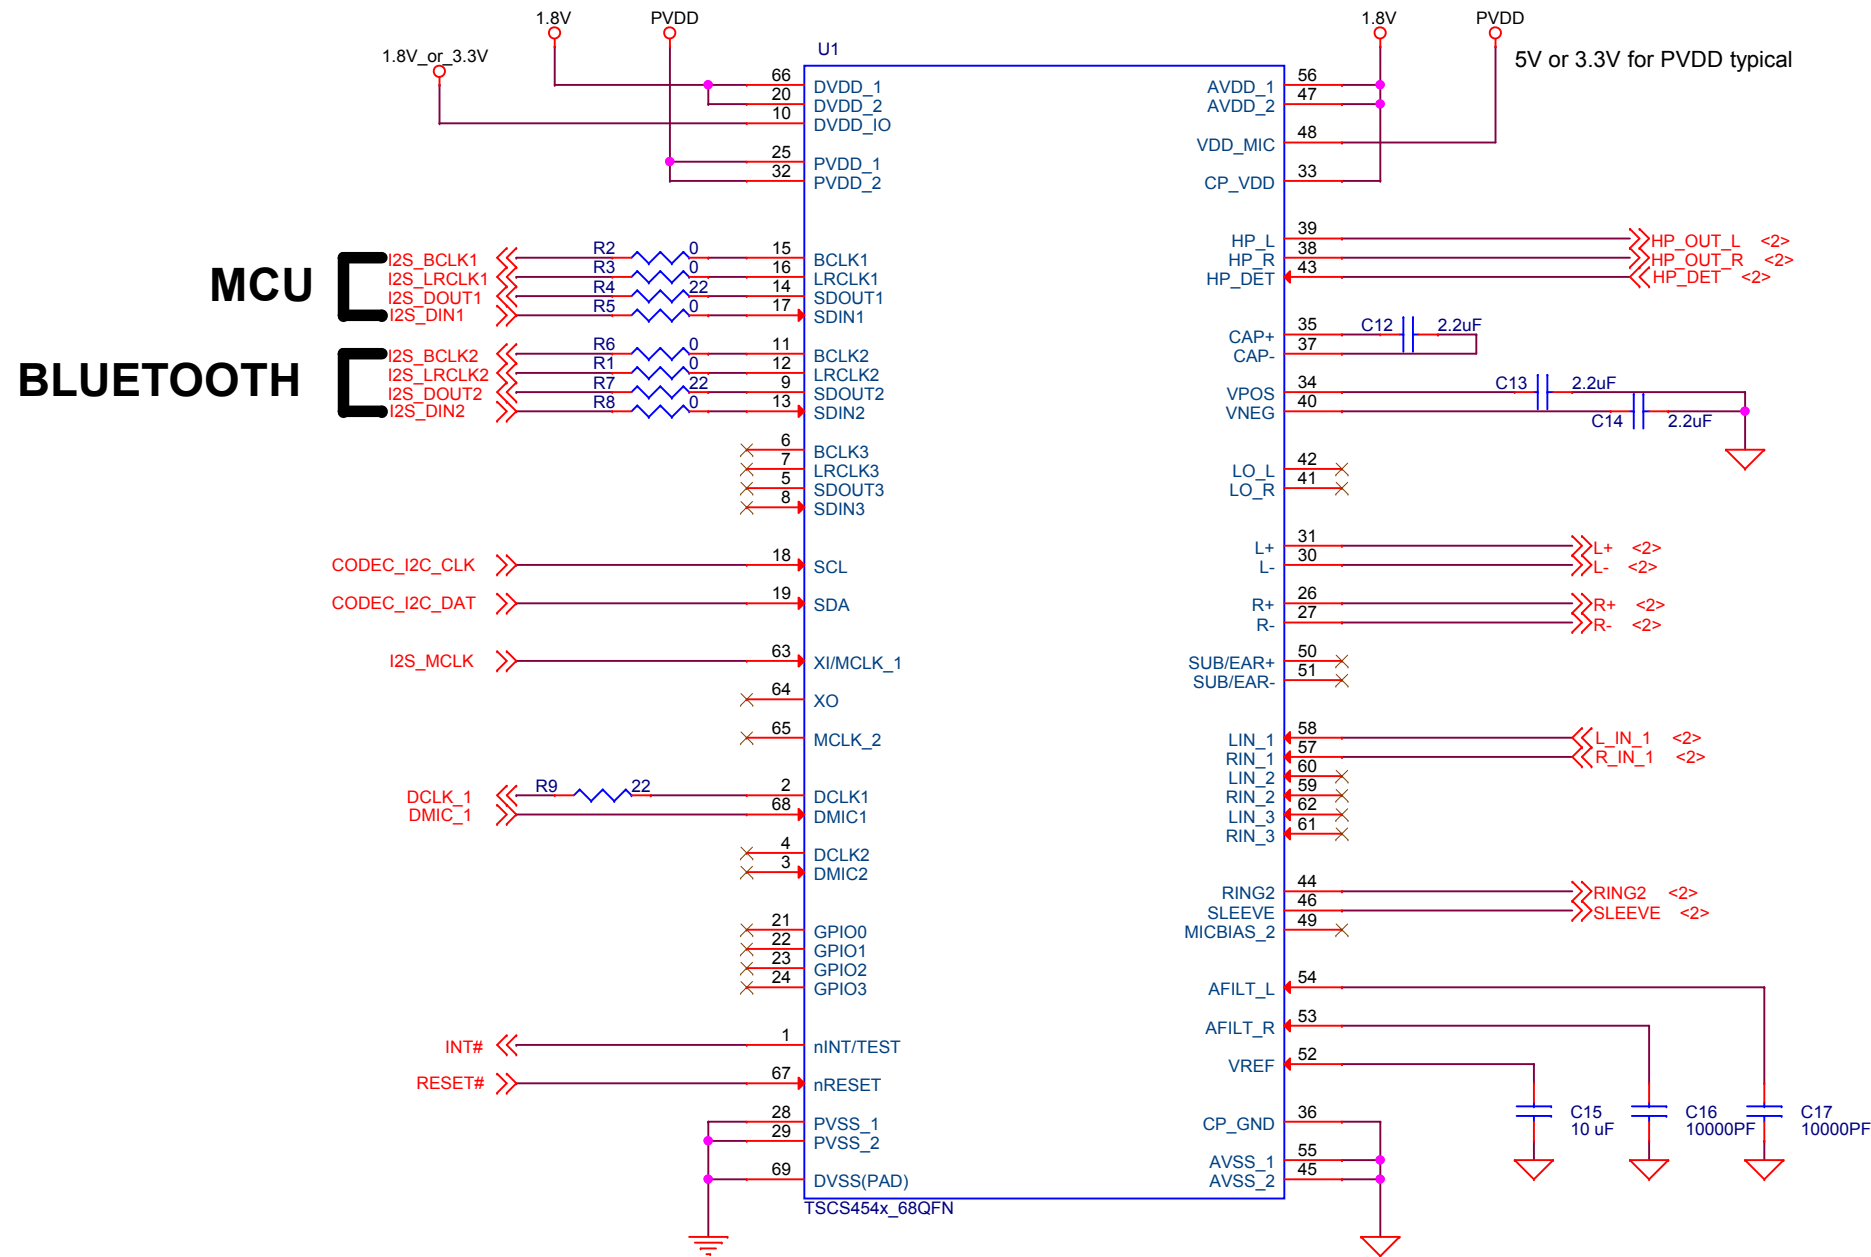 1.8V PVDD 1.8V PVDD
1.8V_or_3.3V
U1
5V or 3.3V for PVDD typical
66 DVDD_1
20 DVDD_2
10 DVDD_IO
25 PVDD_1
32 PVDD_2
56 AVDD_1
47 AVDD_2
48 VDD_MIC
33 CP_VDD
MCU
I2S_BCLK1 R2 0 15 BCLK1
I2S_LRCLK1 R3 0 16 LRCLK1
I2S_DOUT1 R4 22 14 SDOUT1
I2S_DIN1 R5 0 17 SDIN1
BLUETOOTH
I2S_BCLK2 R6 0 11 BCLK2
I2S_LRCLK2 R1 0 12 LRCLK2
I2S_DOUT2 R7 22 9 SDOUT2
I2S_DIN2 R8 0 13 SDIN2
6 BCLK3
7 LRCLK3
5 SDOUT3
8 SDIN3
CODEC_I2C_CLK 18 SCL
CODEC_I2C_DAT 19 SDA
I2S_MCLK 63 XI/MCLK_1
64 XO
65 MCLK_2
DCLK_1 R9 22 2 DCLK1
DMIC_1 68 DMIC1
4 DCLK2
3 DMIC2
21 GPIO0
22 GPIO1
23 GPIO2
24 GPIO3
INT# 1 nINT/TEST
RESET# 67 nRESET
28 PVSS_1
29 PVSS_2
69 DVSS(PAD)
HP_L 39 HP_OUT_L <2>
HP_R 38 HP_OUT_R <2>
HP_DET 43 HP_DET <2>
CAP+ 35 C12 2.2uF
CAP- 37
VPOS 34 C13 2.2uF
VNEG 40 C14 2.2uF
LO_L 42
LO_R 41
L+ 31 L+ <2>
L- 30 L- <2>
R+ 26 R+ <2>
R- 27 R- <2>
SUB/EAR+ 50
SUB/EAR- 51
LIN_1 58 L_IN_1 <2>
RIN_1 57 R_IN_1 <2>
LIN_2 60
RIN_2 59
LIN_3 62
RIN_3 61
RING2 44 RING2 <2>
SLEEVE 46 SLEEVE <2>
MICBIAS_2 49
AFILT_L 54
AFILT_R 53
VREF 52
CP_GND 36
AVSS_1 55
AVSS_2 45
C15 C16 C17
10 uF 10000PF 10000PF
TSCS454x_68QFN